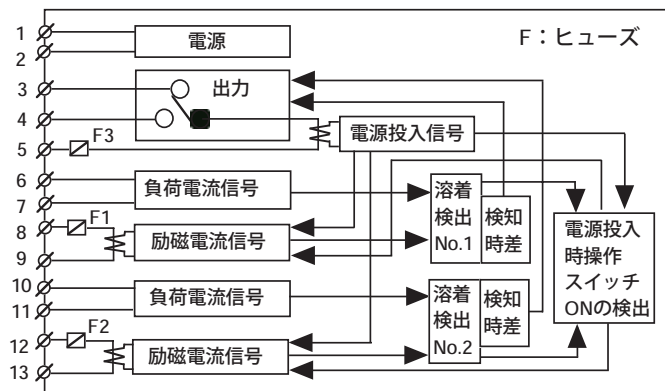 F：ヒューズ
1
2
3
4
5
6
7
8
9
10
11
12
13
電源
出力
F3
電源投入信号
負荷電流信号
F1
励磁電流信号
溶着
検出
No.1
検知
時差
負荷電流信号
F2
励磁電流信号
溶着
検出
No.2
検知
時差
電源投入
時操作
スイッチ
ONの検出